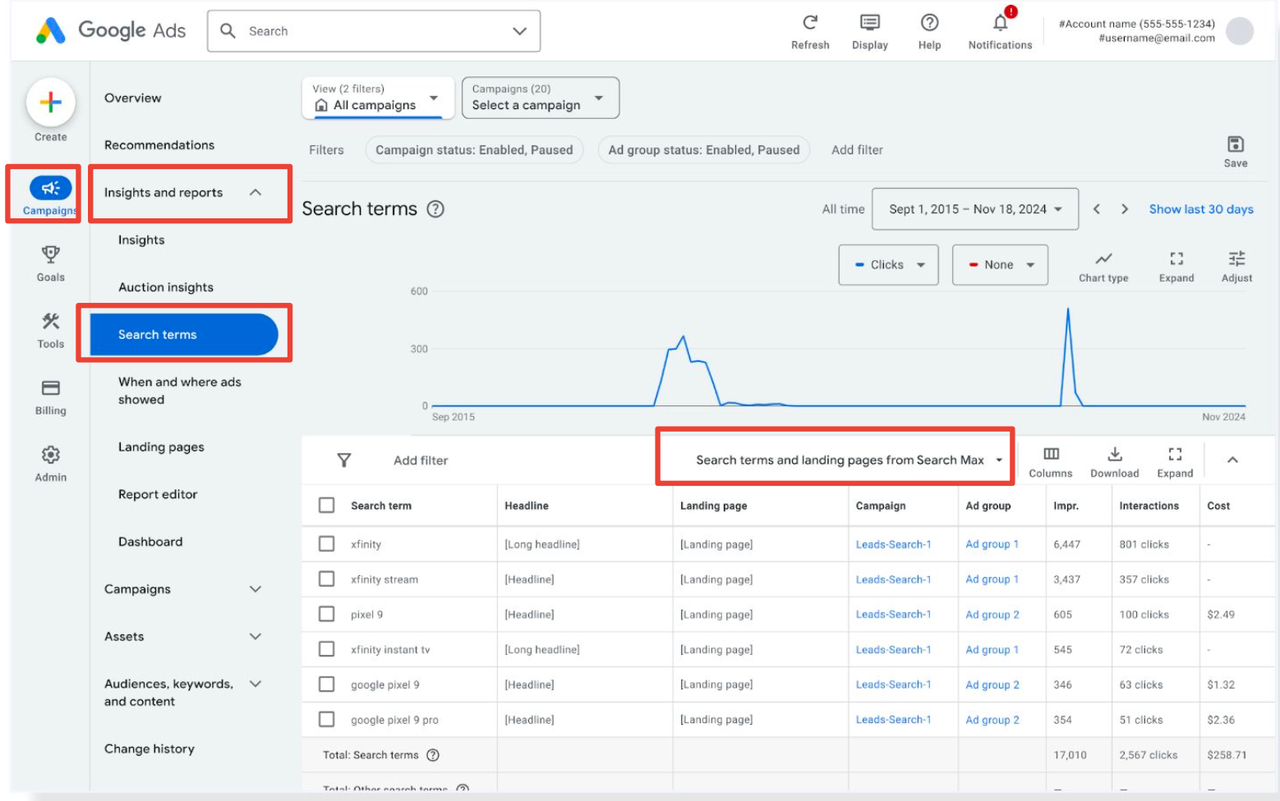 Google Ads
Search
Refresh
Display
Help
Notifications
#Account name (555-555-1234)
#username@email.com
Create
Campaigns
Goals
Tools
Billing
Admin
Overview
Recommendations
Insights and reports
Insights
Auction insights
Search terms
When and where ads
showed
Landing pages
Report editor
Dashboard
Campaigns
Assets
Audiences, keywords,
and content
Change history
View (2 filters)
All campaigns
Campaigns (20)
Select a campaign
Filters
Campaign status: Enabled, Paused
Ad group status: Enabled, Paused
Add filter
Save
Search terms
All time
Sept 1, 2015 – Nov 18, 2024
Show last 30 days
Clicks
None
Chart type
Expand
Adjust
600
300
0
Sep 2015
Nov 2024
Add filter
Search terms and landing pages from Search Max
Columns
Download
Expand
Search term Headline Landing page Campaign Ad group Impr. Interactions Cost
xfinity [Long headline] [Landing page] Leads-Search-1 Ad group 1 6,447 801 clicks -
xfinity stream [Headline] [Landing page] Leads-Search-1 Ad group 1 3,437 357 clicks -
pixel 9 [Headline] [Landing page] Leads-Search-1 Ad group 2 605 100 clicks $2.49
xfinity instant tv [Long headline] [Landing page] Leads-Search-1 Ad group 1 545 72 clicks -
google pixel 9 [Headline] [Landing page] Leads-Search-1 Ad group 2 346 63 clicks $1.32
google pixel 9 pro [Headline] [Landing page] Leads-Search-1 Ad group 2 354 51 clicks $2.36
Total: Search terms 17,010 2,567 clicks $258.71
Total: Other search terms – – –